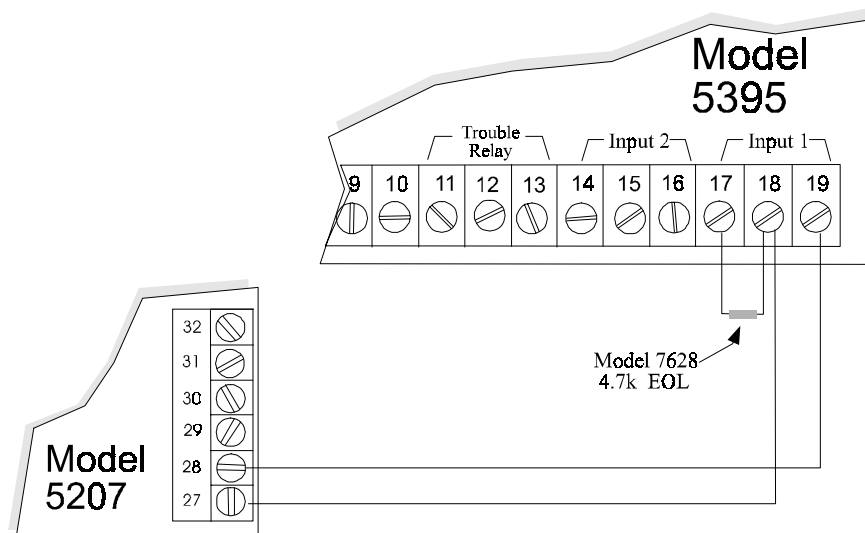 Model
5395
Trouble
Relay
Input 2
Input 1
9 10 11 12 13 14 15 16 17 18 19
Model 7628
4.7k EOL
32
31
30
29
28
27
Model
5207